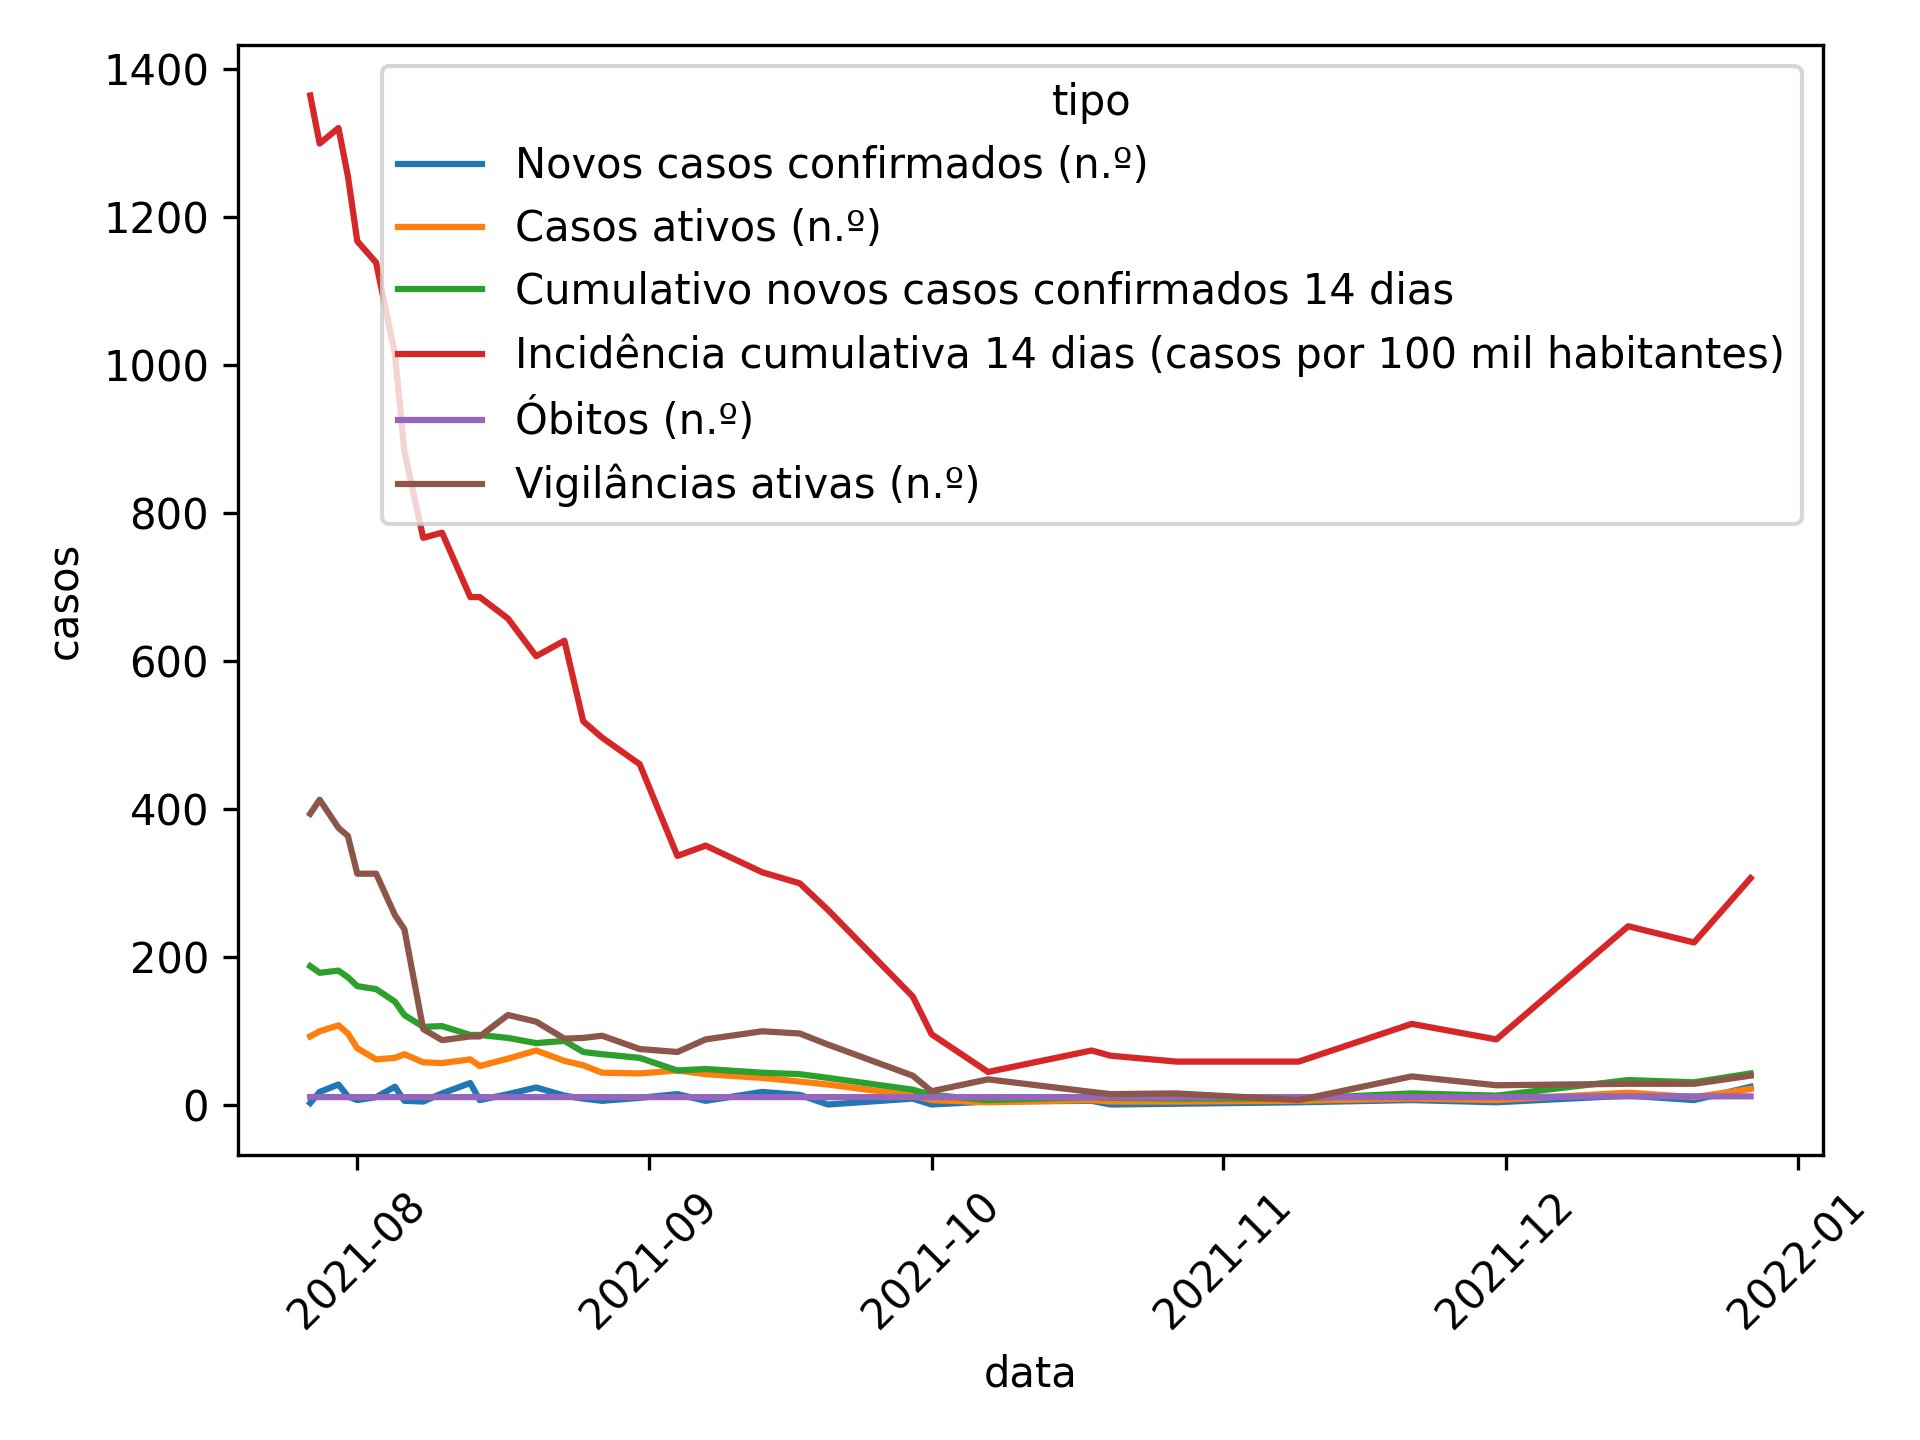 tipo
Novos casos confirmados (n.º)
Casos ativos (n.º)
Cumulativo novos casos confirmados 14 dias
Incidência cumulativa 14 dias (casos por 100 mil habitantes)
Óbitos (n.º)
Vigilâncias ativas (n.º)
1400
1200
1000
800
600
400
200
0
casos
2021-08
2021-09
2021-10
2021-11
2021-12
2022-01
data